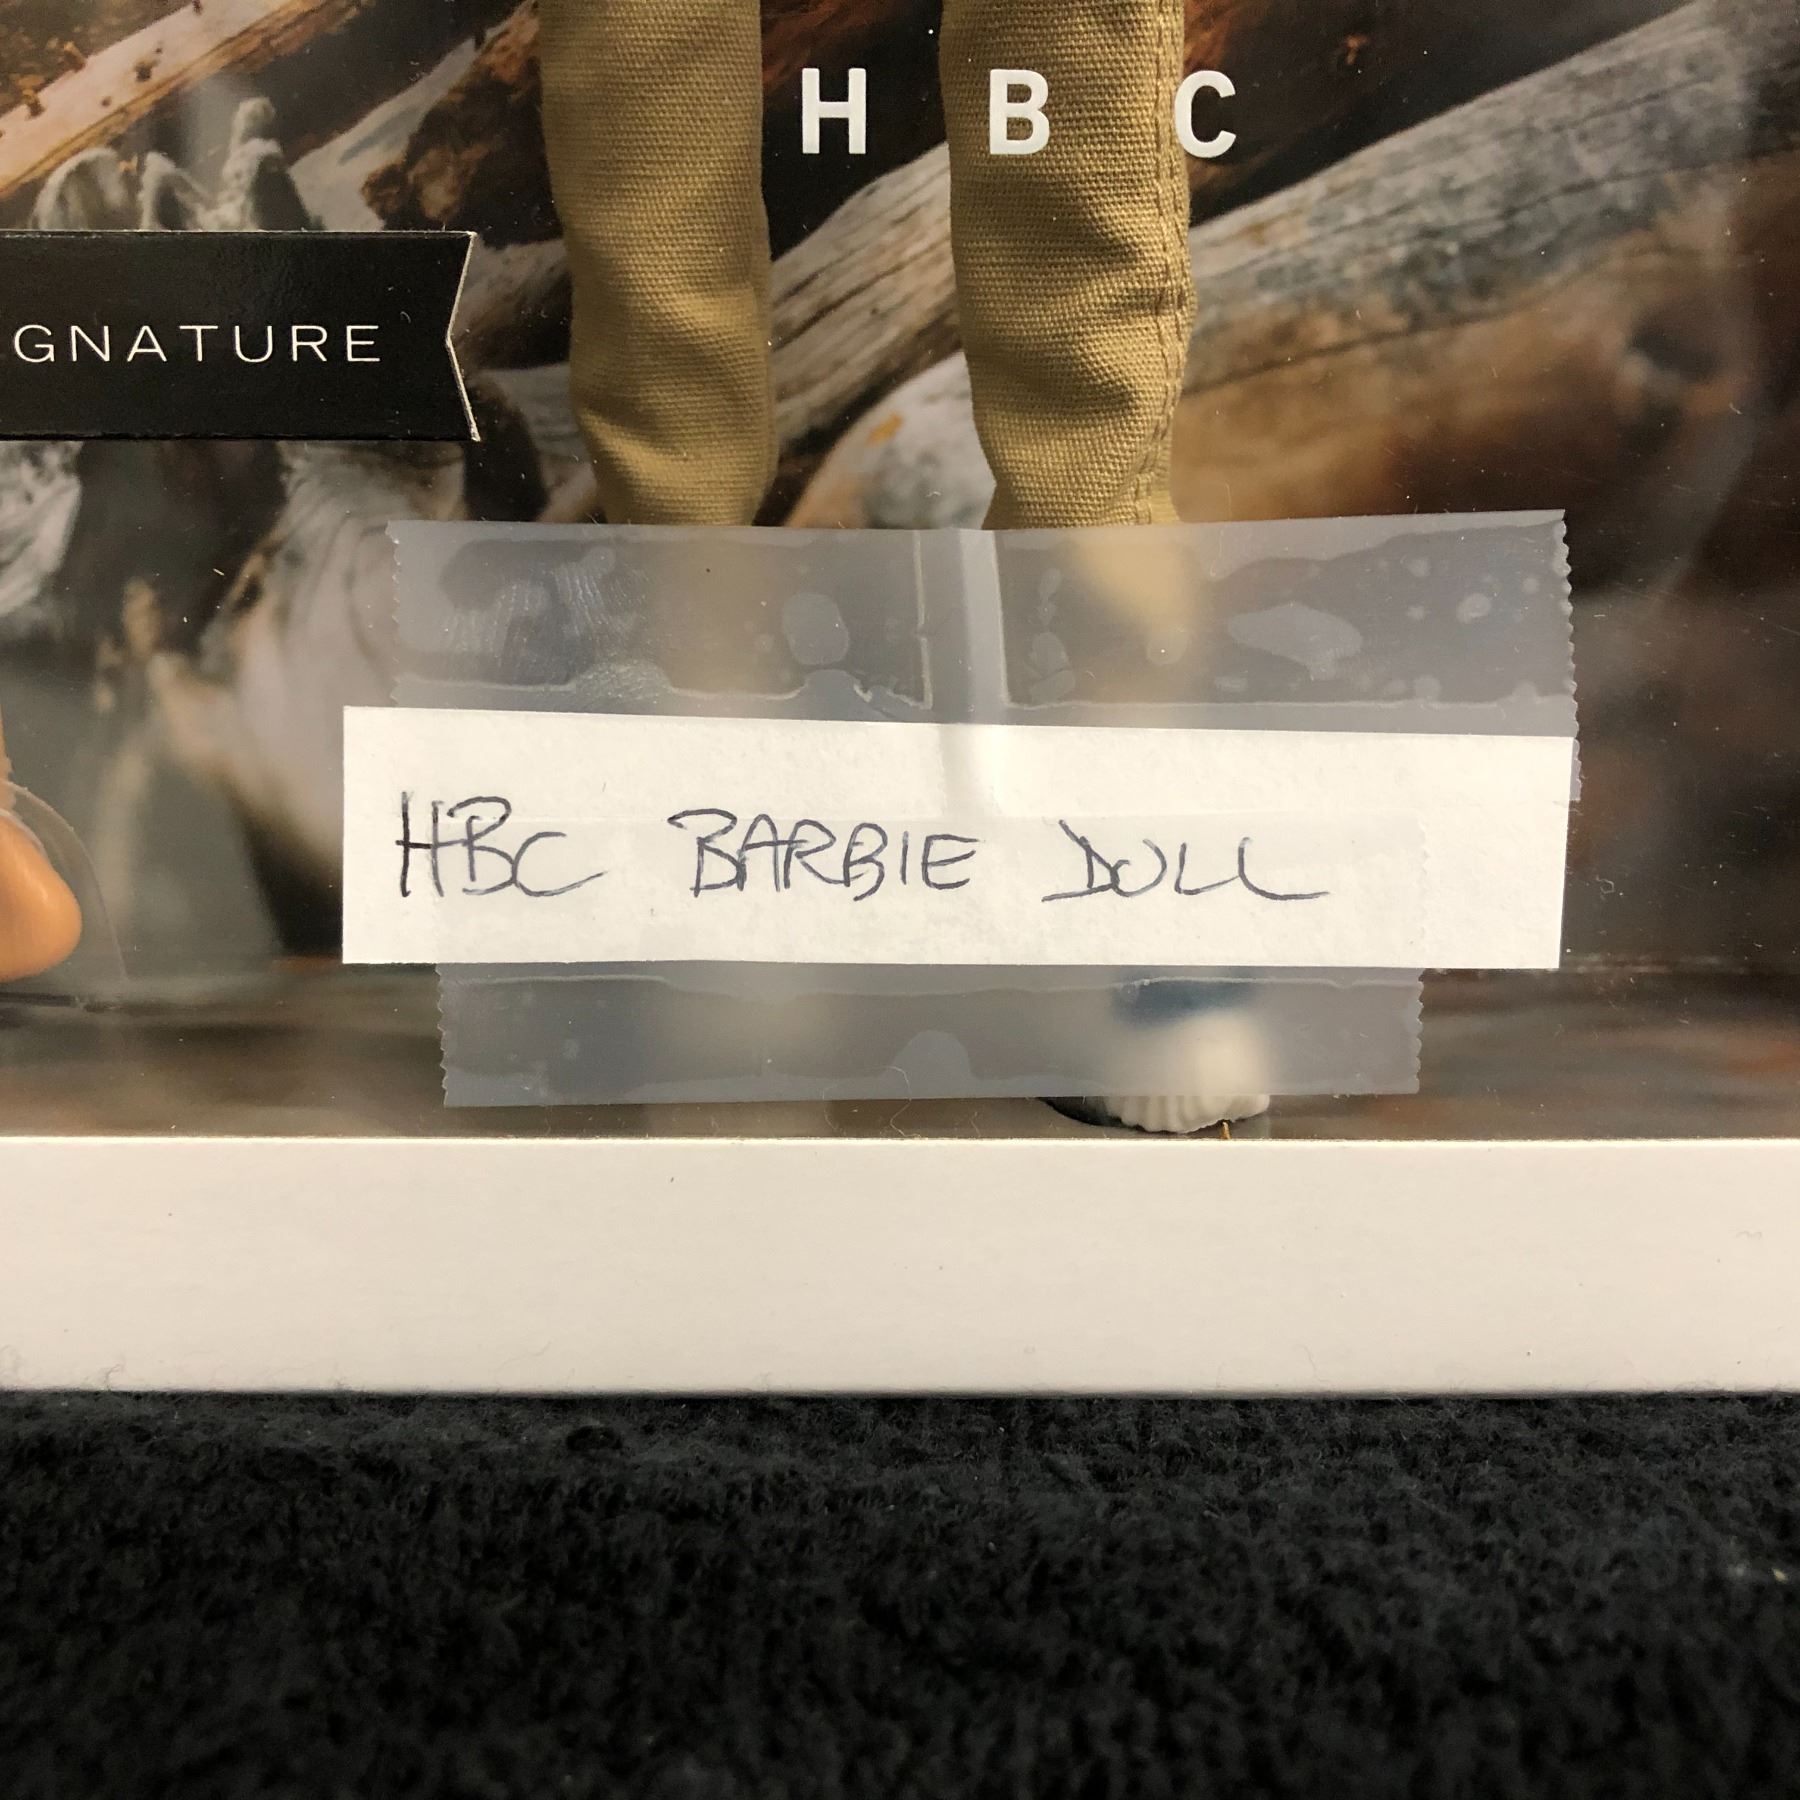 H B C
GNATURE
HBC BARBIE DOLL